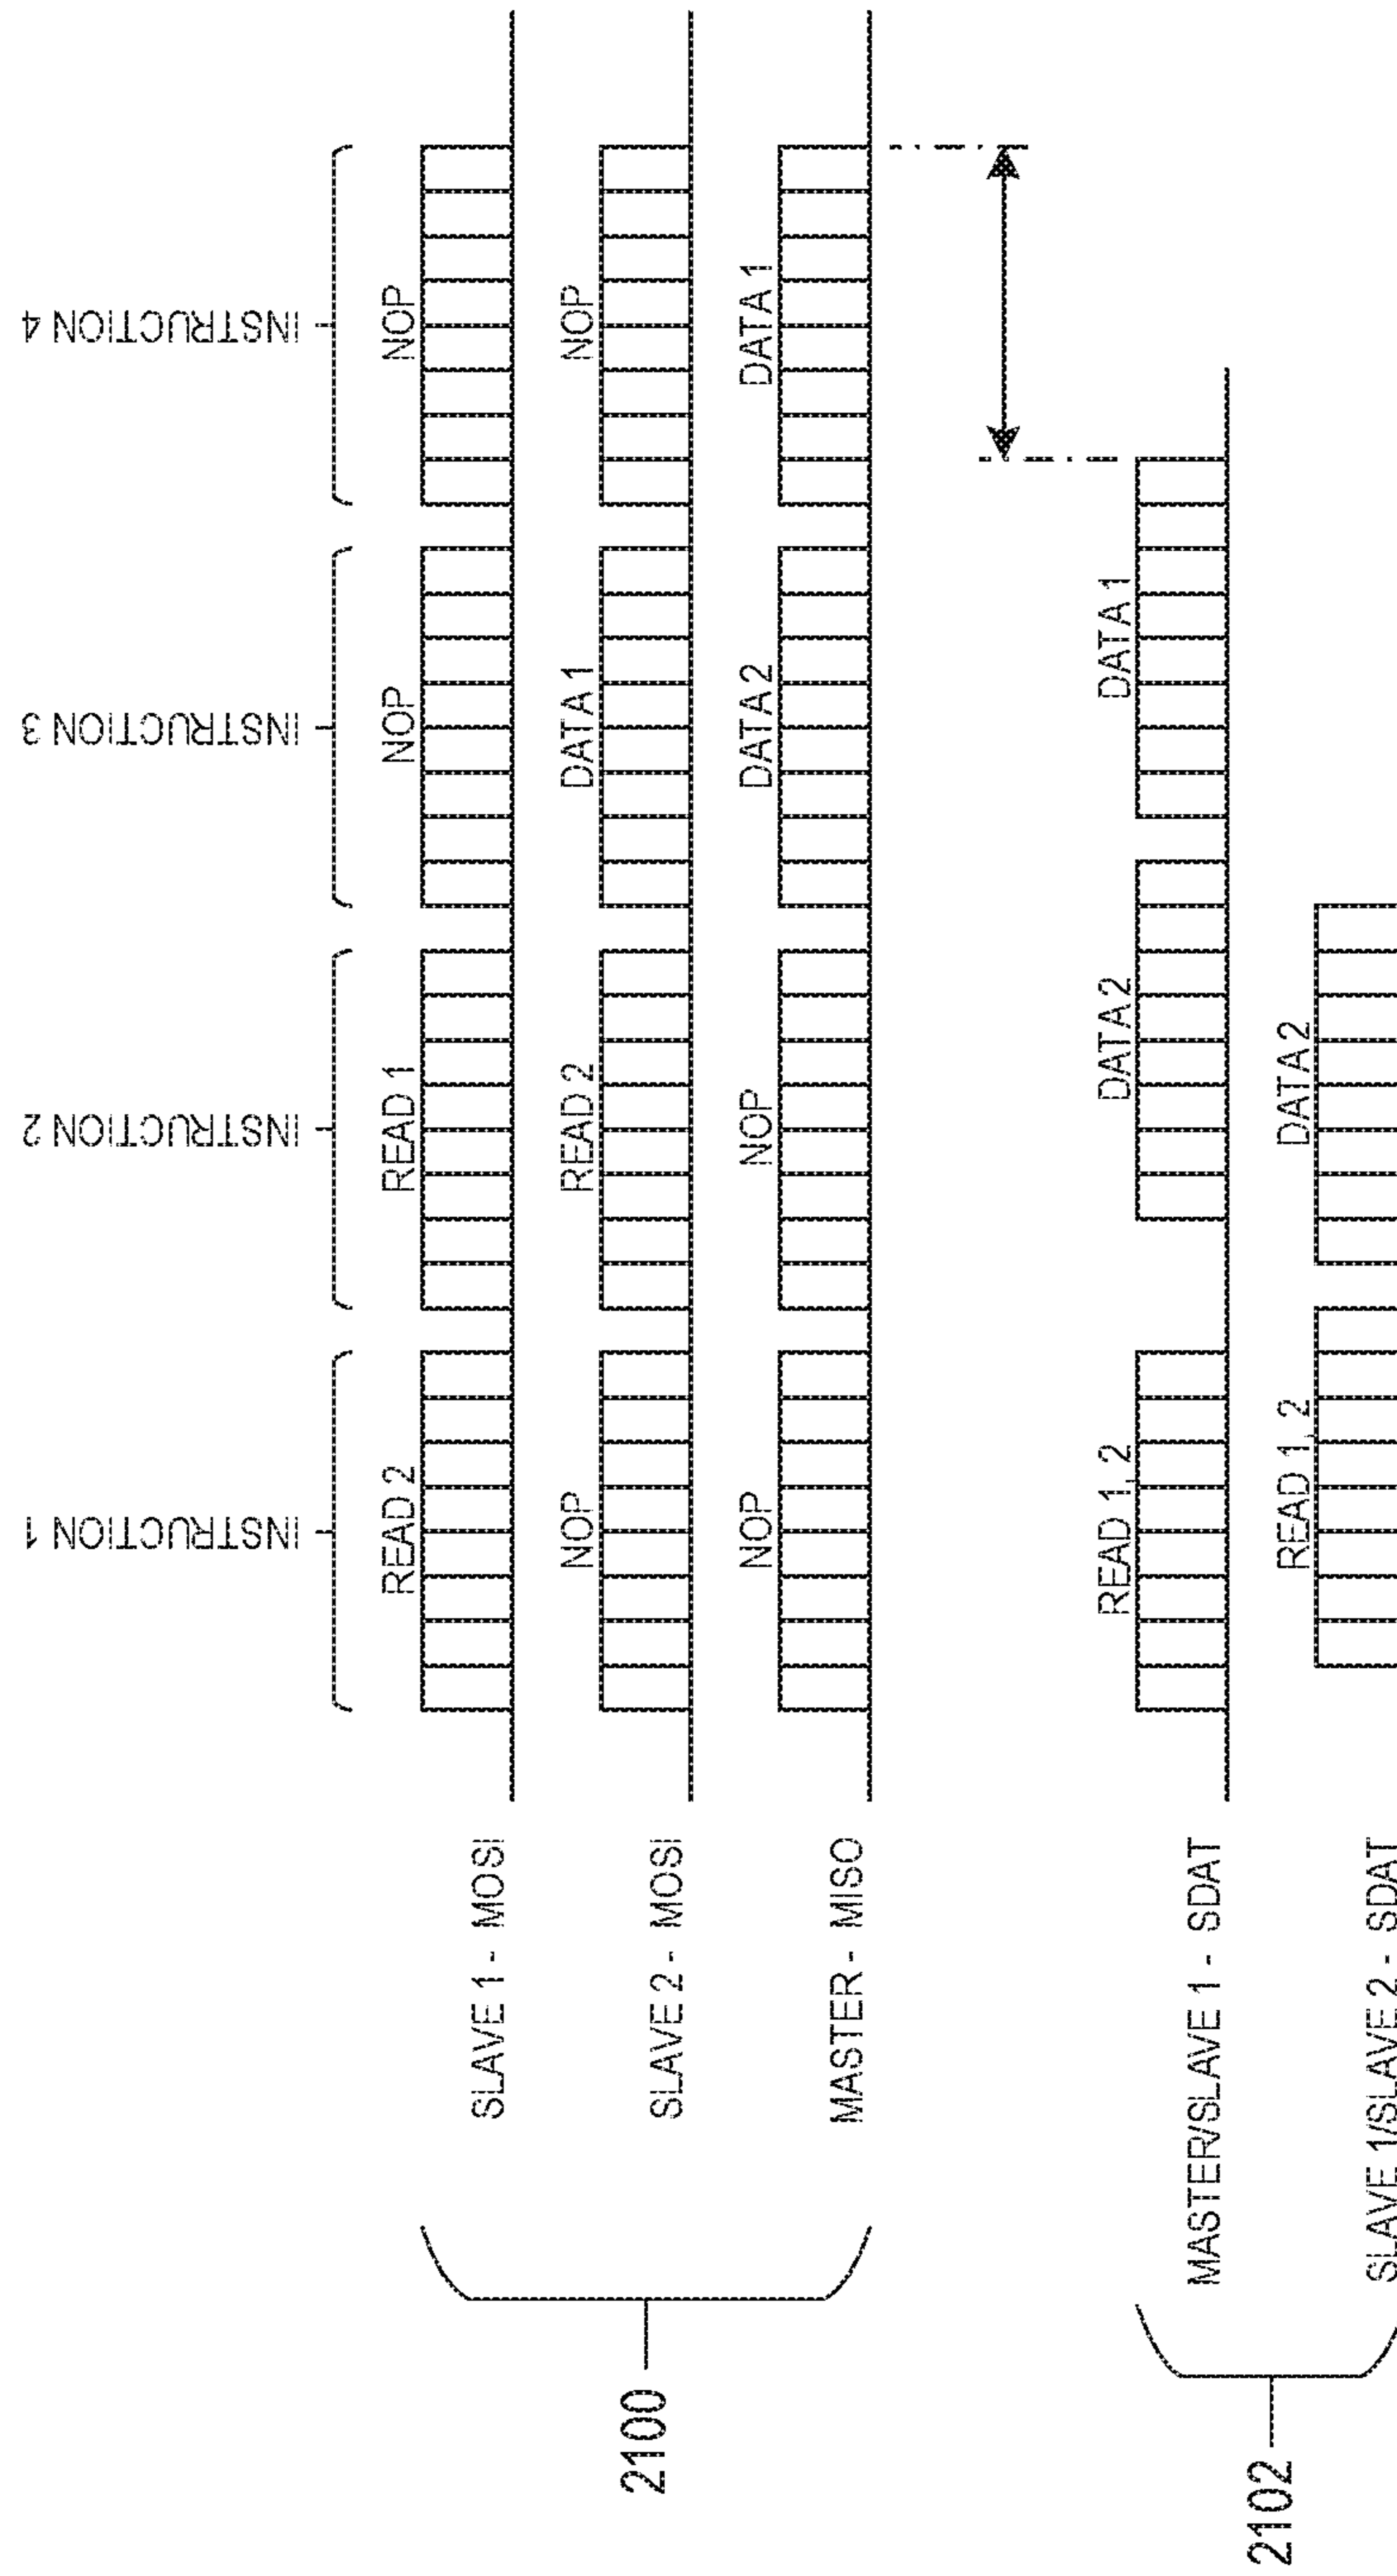 INSTRUCTION 1 INSTRUCTION 2 INSTRUCTION 3 INSTRUCTION 4
SLAVE 1 - MOSI READ 2 READ 1 NOP NOP
SLAVE 2 - MOSI NOP READ 2 DATA 1 NOP
MASTER - MISO NOP NOP DATA 2 DATA 1
2100
MASTER/SLAVE 1 - SDAT READ 1, 2 DATA 2 DATA 1
SLAVE 1/SLAVE 2 - SDAT READ 1, 2 DATA 2
2102